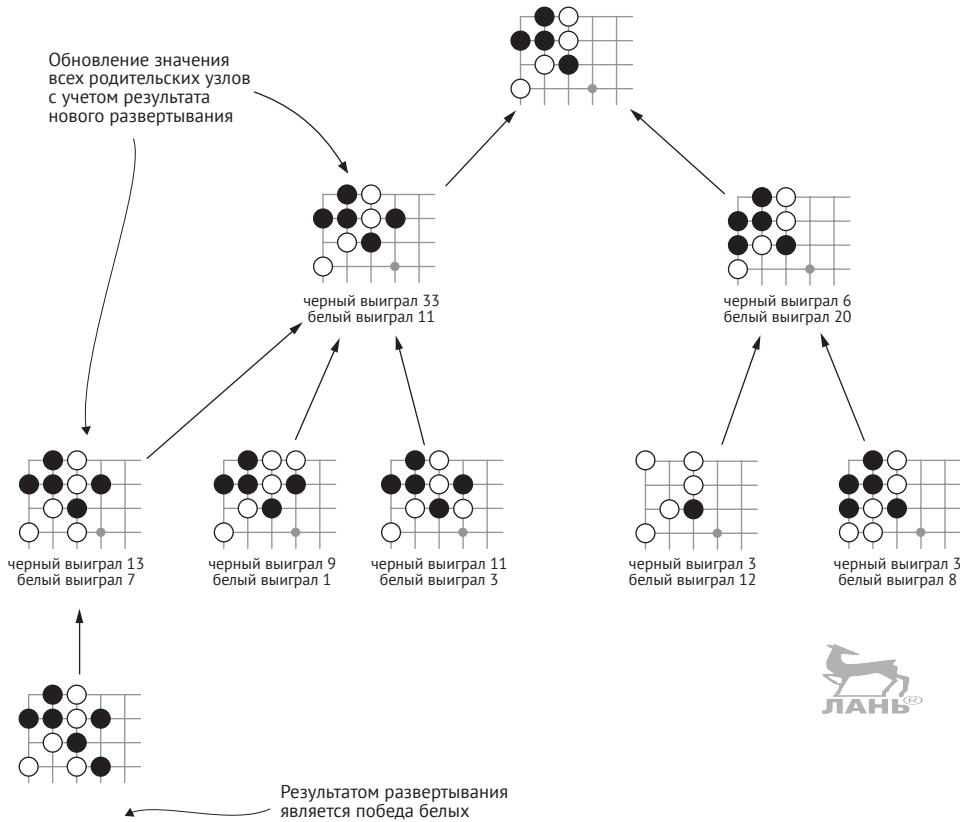 Обновление значения
всех родительских узлов
с учетом результата
нового развертывания
черный выиграл 33
белый выиграл 11
черный выиграл 6
белый выиграл 20
черный выиграл 13
белый выиграл 7
черный выиграл 9
белый выиграл 1
черный выиграл 11
белый выиграл 3
черный выиграл 3
белый выиграл 12
черный выиграл 3
белый выиграл 8
ЛАНЬ®
Результатом развертывания
является победа белых